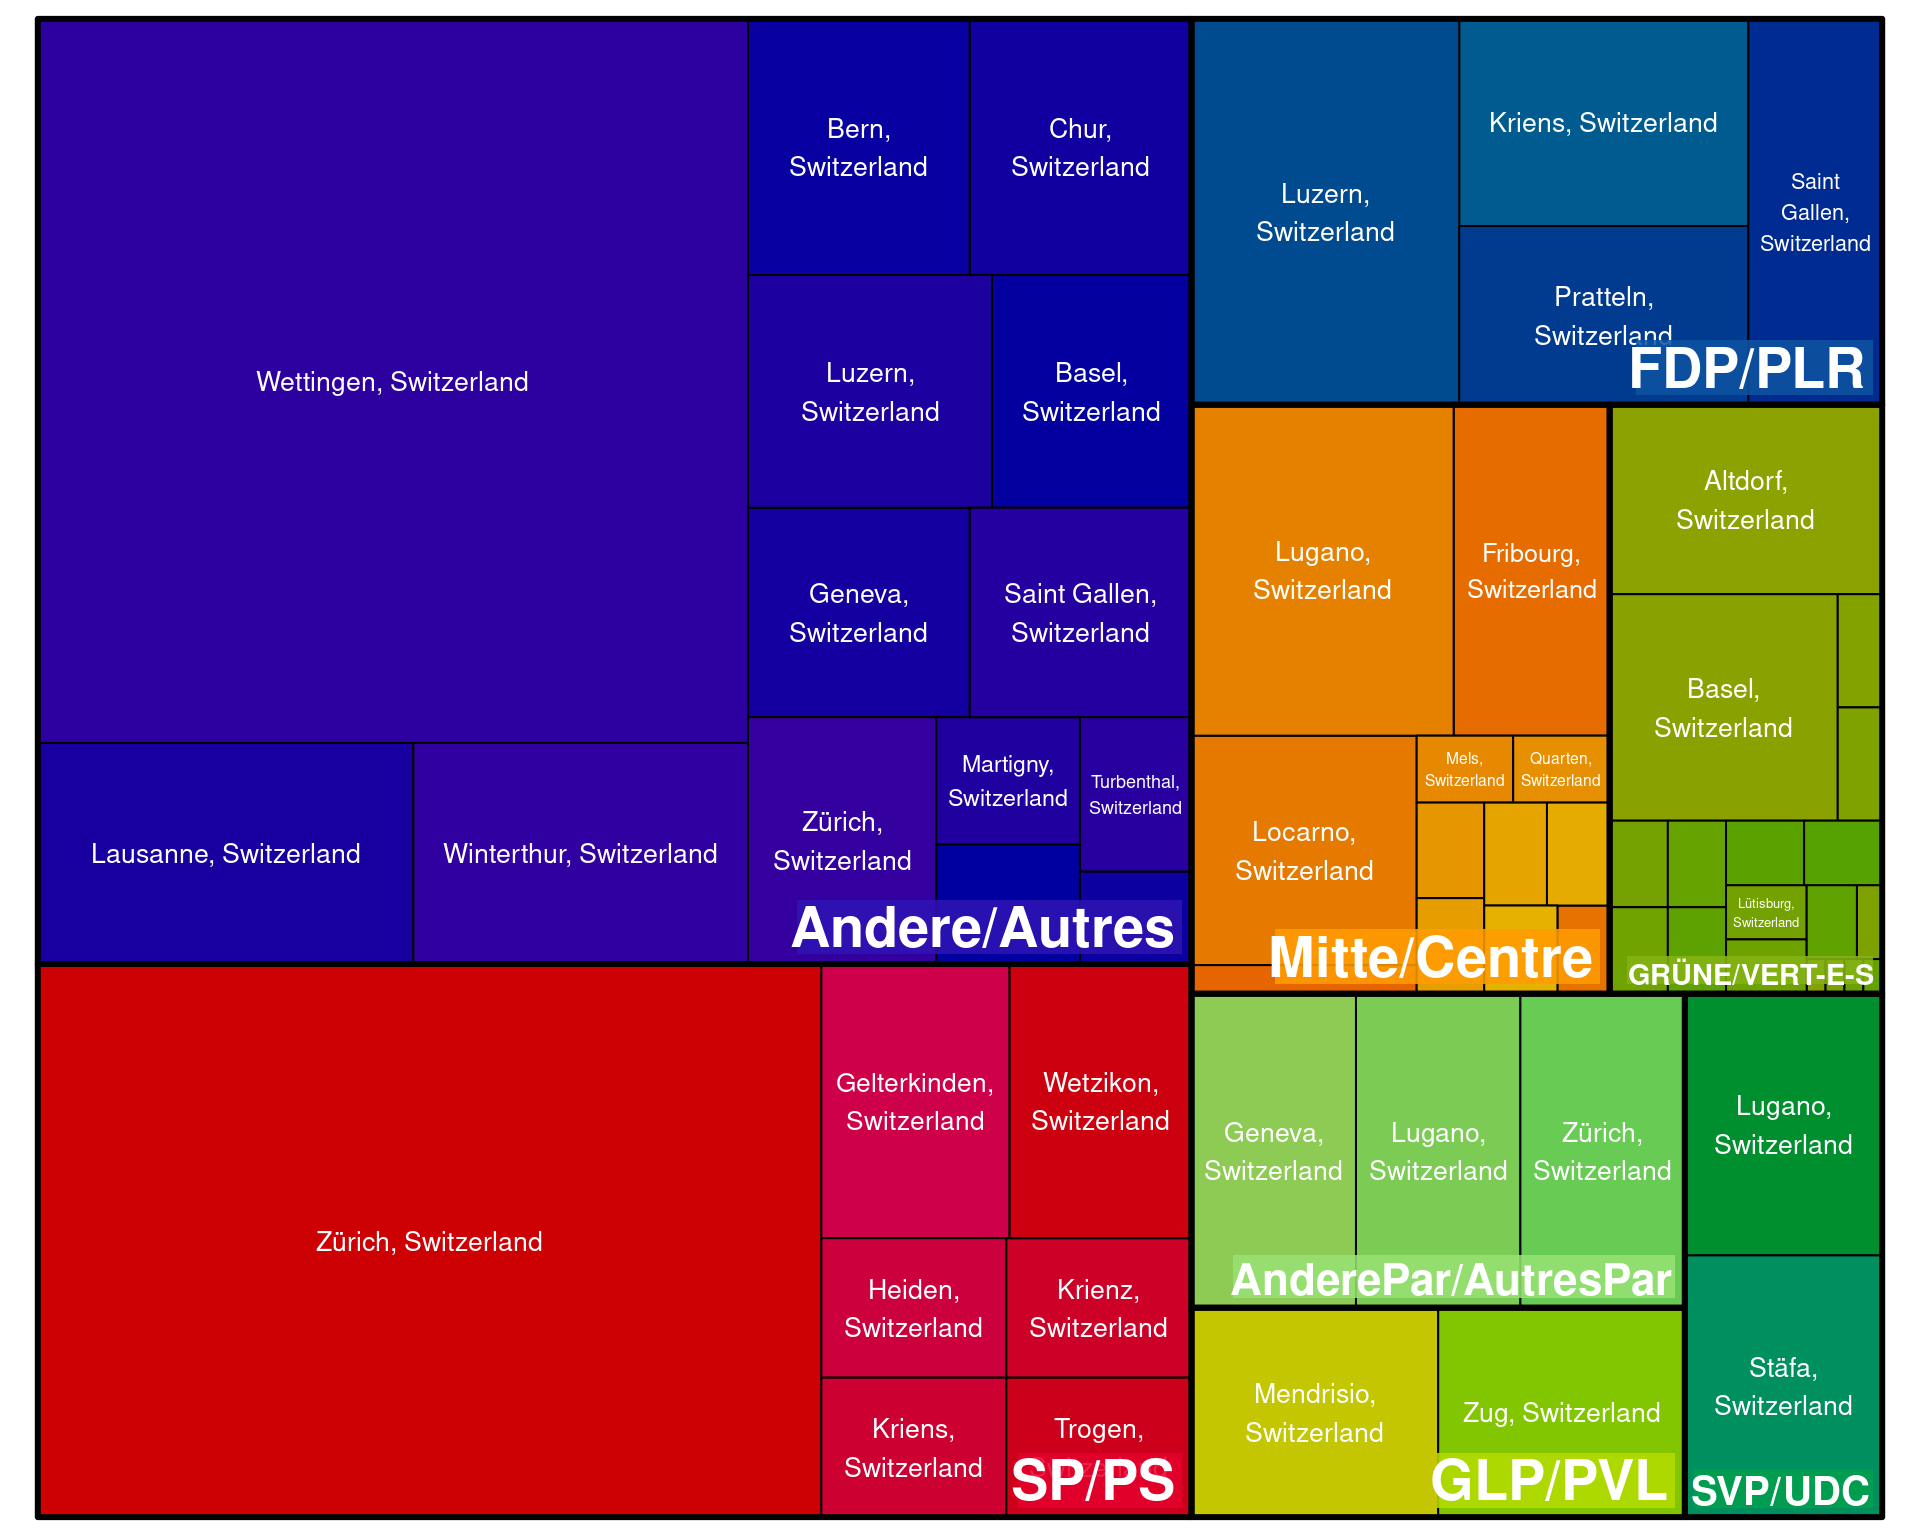 Wettingen, Switzerland
Bern,
Switzerland
Chur,
Switzerland
Luzern,
Switzerland
Basel,
Switzerland
Geneva,
Switzerland
Saint Gallen,
Switzerland
Lausanne, Switzerland
Winterthur, Switzerland
Zürich,
Switzerland
Martigny,
Switzerland
Turbenthal,
Switzerland
Andere/Autres
Luzern,
Switzerland
Kriens, Switzerland
Saint
Gallen,
Switzerland
Pratteln,
Switzerland
FDP/PLR
Lugano,
Switzerland
Fribourg,
Switzerland
Locarno,
Switzerland
Mels,
Switzerland
Quarten,
Switzerland
Mitte/Centre
Altdorf,
Switzerland
Basel,
Switzerland
Lütisburg,
Switzerland
GRÜNE/VERT-E-S
Zürich, Switzerland
Gelterkinden,
Switzerland
Wetzikon,
Switzerland
Heiden,
Switzerland
Krienz,
Switzerland
Kriens,
Switzerland
Trogen,
SP/PS
Geneva,
Switzerland
Lugano,
Switzerland
Zürich,
Switzerland
AnderePar/AutresPar
Mendrisio,
Switzerland
Zug, Switzerland
GLP/PVL
Lugano,
Switzerland
Stäfa,
Switzerland
SVP/UDC